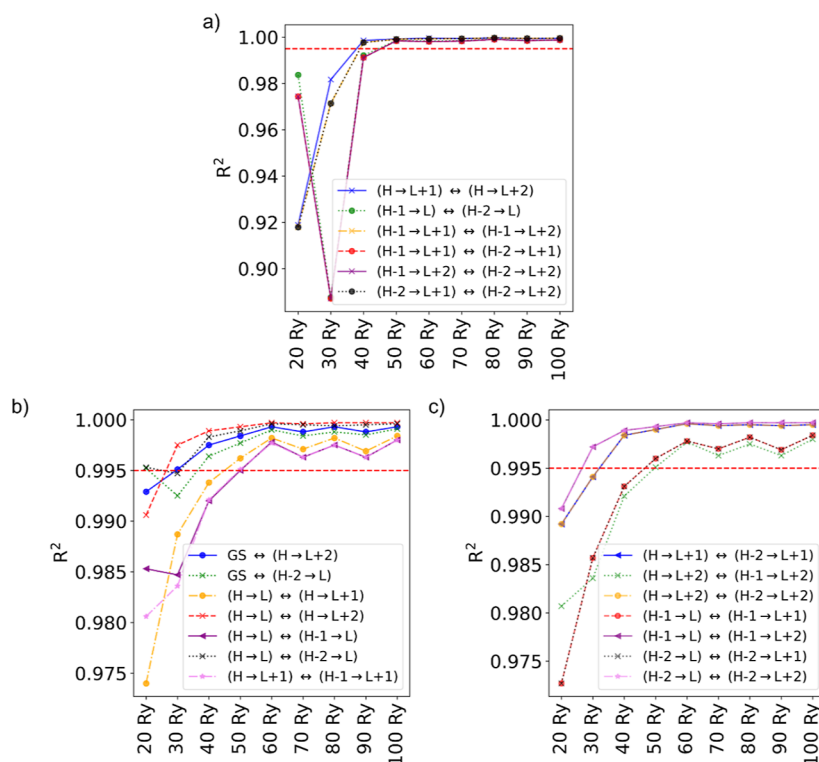 a)
1.00
0.98
0.96
0.94
0.92
0.90
R²
(H→L+1) ↔ (H→L+2)
(H-1→L) ↔ (H-2→L)
(H-1→L+1) ↔ (H-1→L+2)
(H-1→L+1) ↔ (H-2→L+1)
(H-1→L+2) ↔ (H-2→L+2)
(H-2→L+1) ↔ (H-2→L+2)
20 Ry
30 Ry
40 Ry
50 Ry
60 Ry
70 Ry
80 Ry
90 Ry
100 Ry
b)
1.000
0.995
0.990
0.985
0.980
0.975
R²
GS ↔ (H→L+2)
GS ↔ (H-2→L)
(H→L) ↔ (H→L+1)
(H→L) ↔ (H→L+2)
(H→L) ↔ (H-1→L)
(H→L) ↔ (H-2→L)
(H→L+1) ↔ (H-1→L+1)
20 Ry
30 Ry
40 Ry
50 Ry
60 Ry
70 Ry
80 Ry
90 Ry
100 Ry
c)
1.000
0.995
0.990
0.985
0.980
0.975
R²
(H→L+1) ↔ (H-2→L+1)
(H→L+2) ↔ (H-1→L+2)
(H→L+2) ↔ (H-2→L+2)
(H-1→L) ↔ (H-1→L+1)
(H-1→L) ↔ (H-1→L+2)
(H-2→L) ↔ (H-2→L+1)
(H-2→L) ↔ (H-2→L+2)
20 Ry
30 Ry
40 Ry
50 Ry
60 Ry
70 Ry
80 Ry
90 Ry
100 Ry